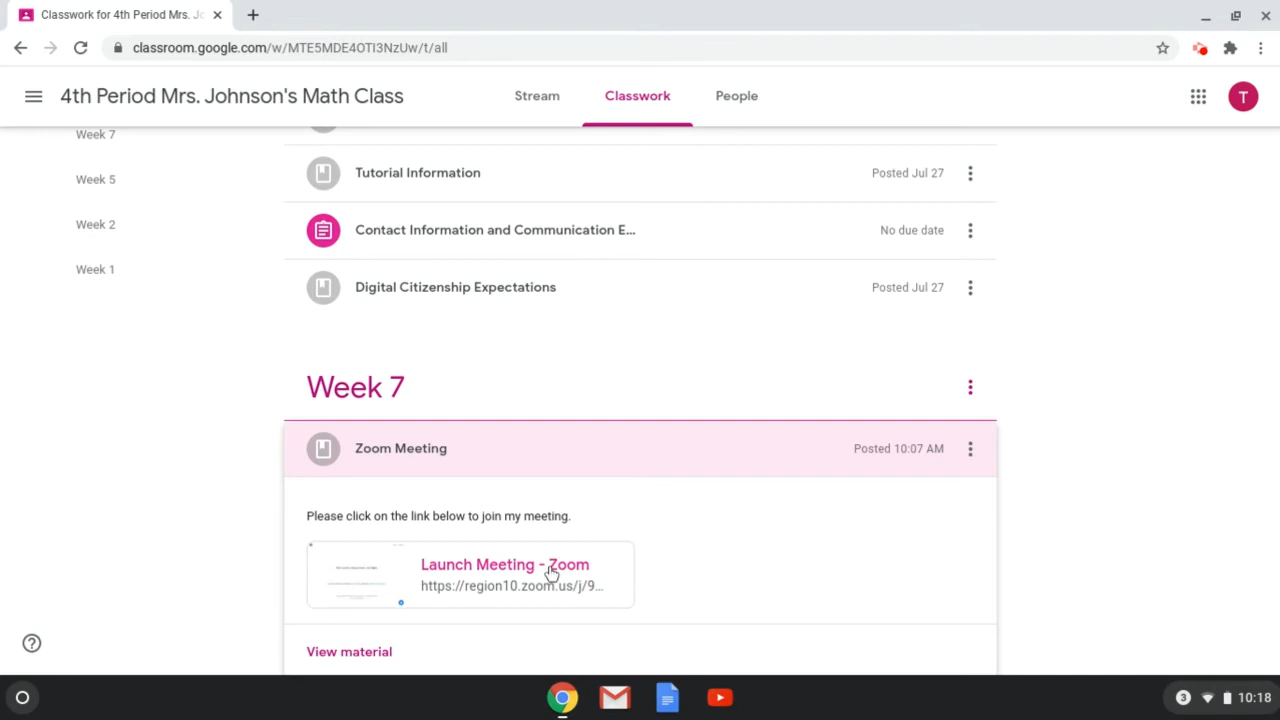 Classwork for 4th Period Mrs. Jo
classroom.google.com/w/MTE5MDE4OTI3NzUw/t/all
4th Period Mrs. Johnson's Math Class
Stream
Classwork
People
T
Week 7
Week 5
Week 2
Week 1
Tutorial Information
Posted Jul 27
Contact Information and Communication E...
No due date
Digital Citizenship Expectations
Posted Jul 27
Week 7
Zoom Meeting
Posted 10:07 AM
Please click on the link below to join my meeting.
Launch Meeting - Zoom
https://region10.zoom.us/j/9...
View material
3
10:18